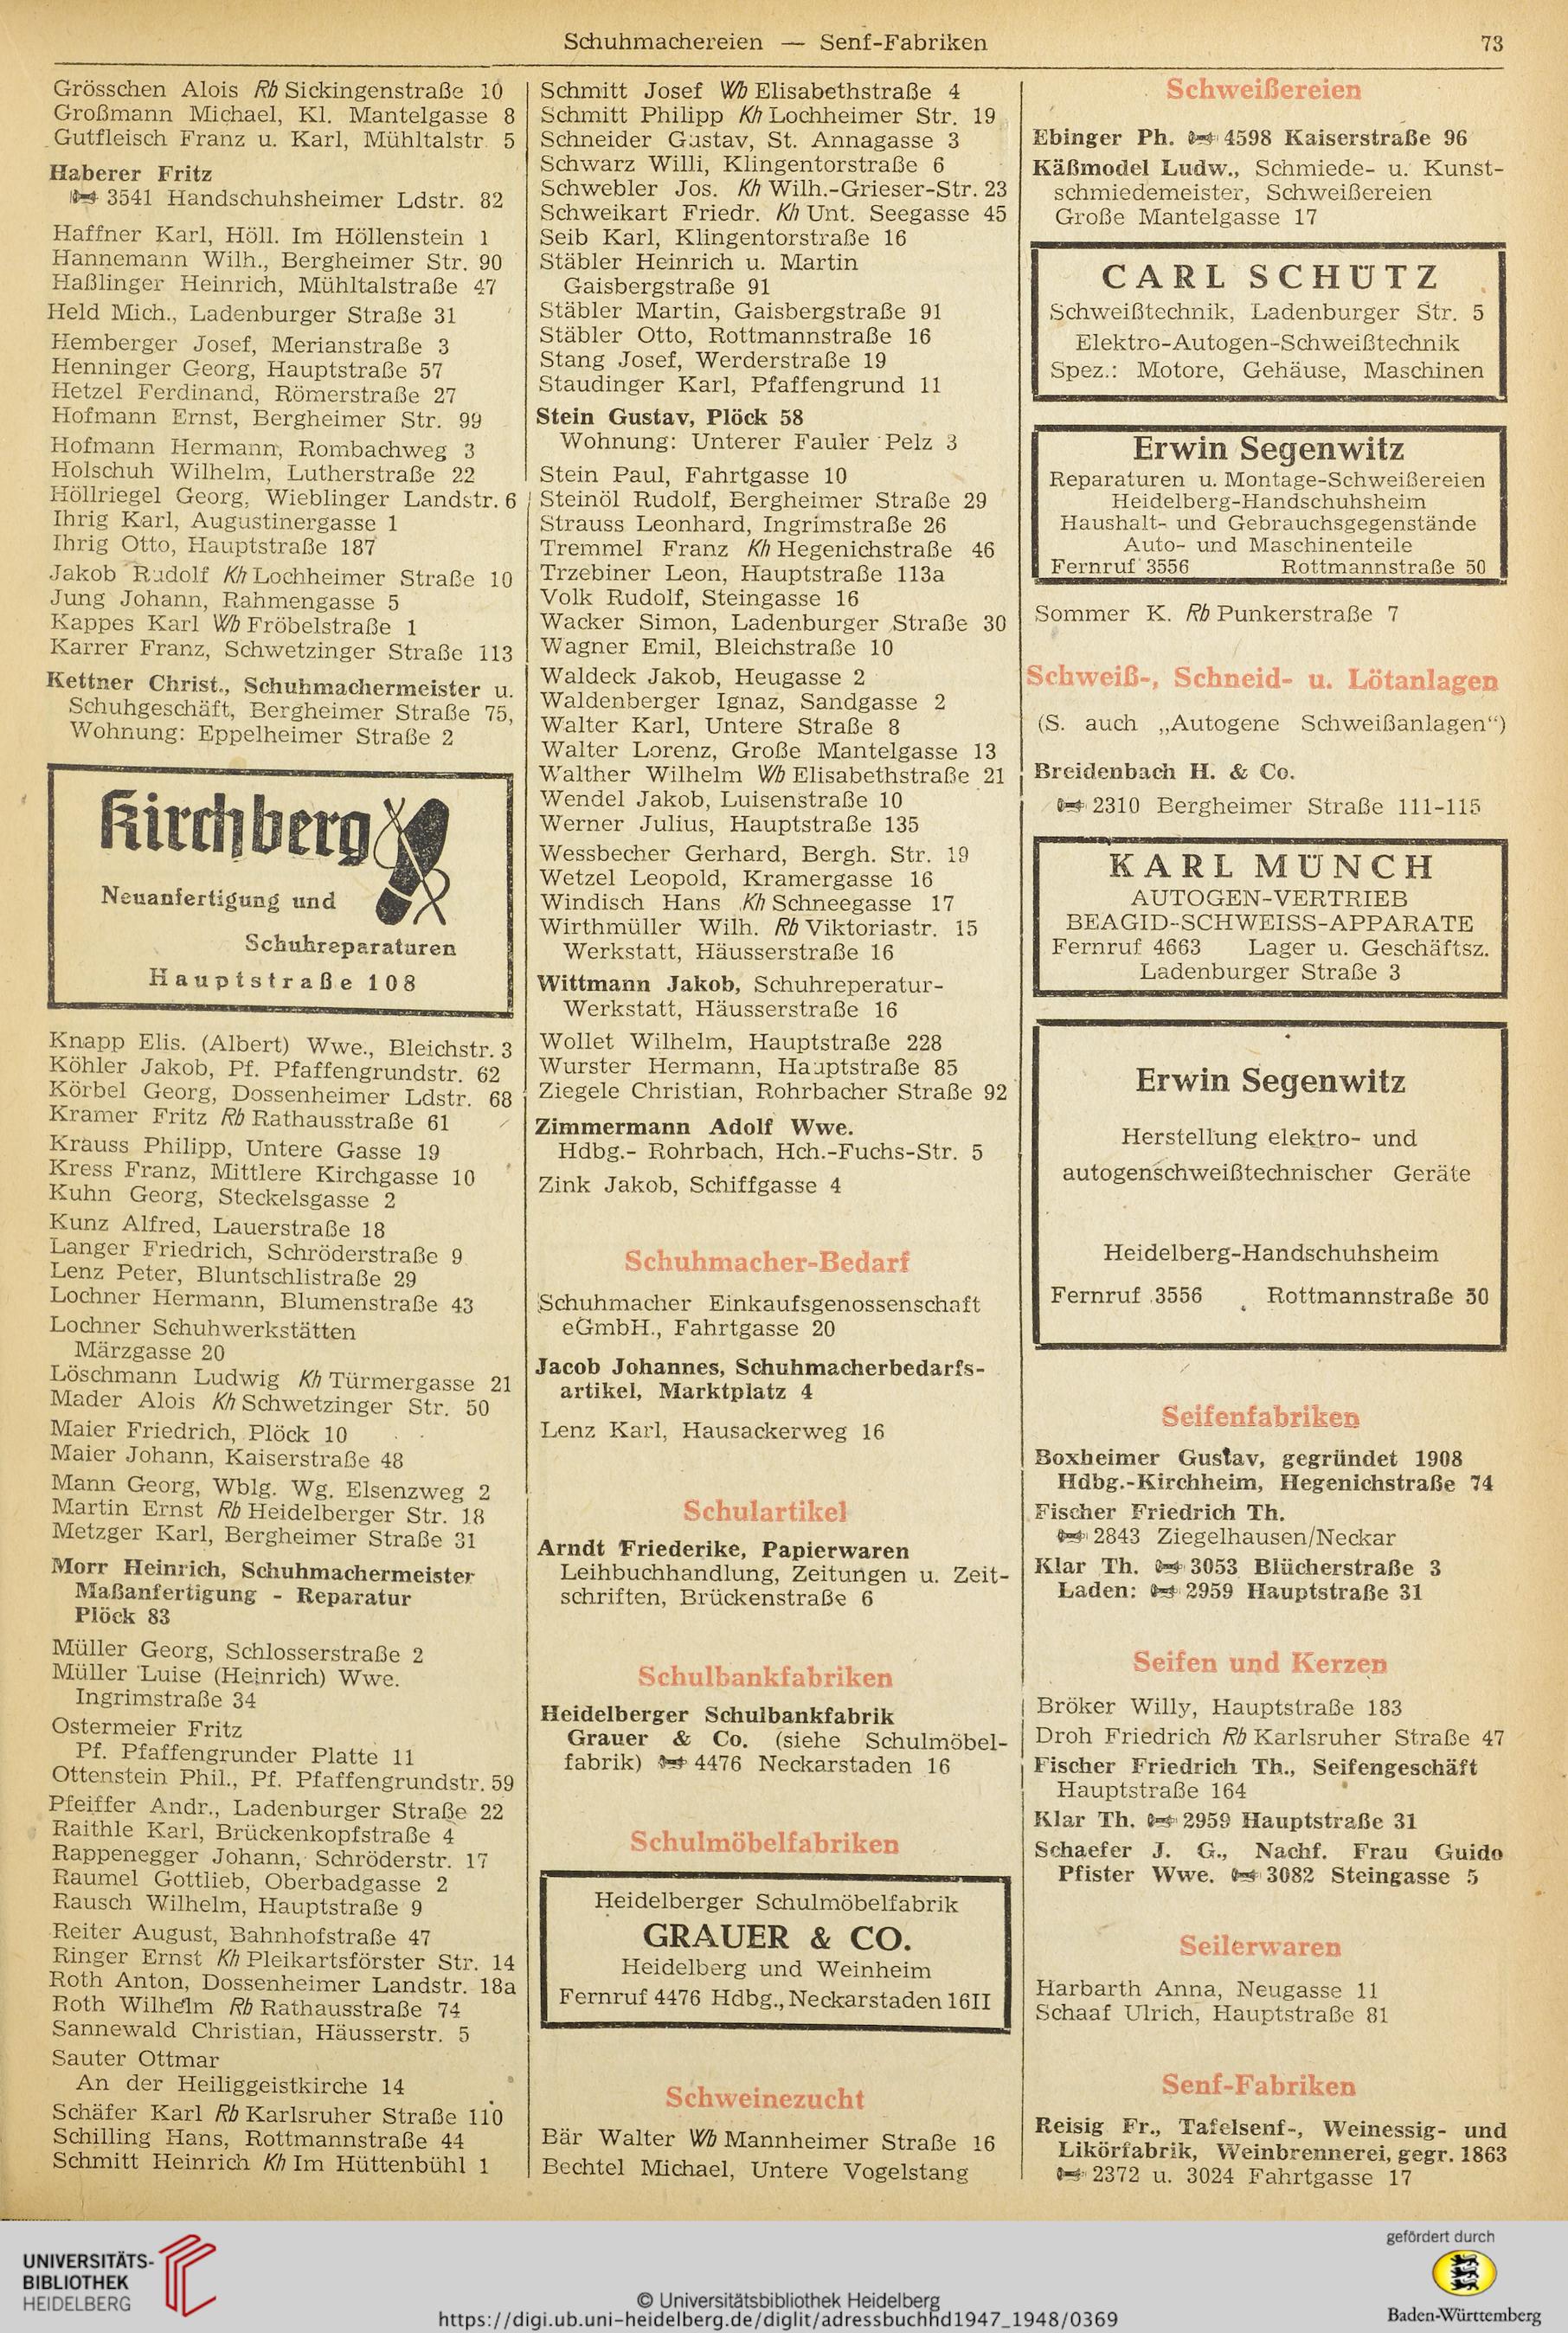 Schuhmachereien — Senf-Fabriken 73
Grösschen Alois Rb Sickingenstraße 10
Großmann Michael, Kl. Mantelgasse 8
Gutfleisch Franz u. Karl, Mühltalstr. 5
Haberer Fritz
3541 Handschuhsheimer Ldstr. 82
Haffner Karl, Höll. Im Höllenstein 1
Hannemann Wilh., Bergheimer Str. 90
Haßlinger Heinrich, Mühltalstraße 47
Held Mich., Ladenburger Straße 31
Hemberger Josef, Merianstraße 3
Henninger Georg, Hauptstraße 57
Hetzel Ferdinand, Römerstraße 27
Hofmann Ernst, Bergheimer Str. 99
Hofmann Hermann, Rombachweg 3
Holschuh Wilhelm, Lutherstraße 22
Höllriegel Georg, Wieblinger Landstr. 6
Ihrig Karl, Augustinergasse 1
Ihrig Otto, Hauptstraße 187
Jakob Rudolf Kh Lochheimer Straße 10
Jung Johann, Rahmengasse 5
Kappes Karl Wb Fröbelstraße 1
Karrer Franz, Schwetzinger Straße 113
Kettner Christ., Schuhmachermeister u.
Schuhgeschäft, Bergheimer Straße 75,
Wohnung: Eppelheimer Straße 2
Kirchberg
Neuanfertigung und
Schuhreparaturen
Hauptstraße 108
Knapp Elis. (Albert) Wwe., Bleichstr. 3
Köhler Jakob, Pf. Pfaffengrundstr. 62
Körbel Georg, Dossenheimer Ldstr. 68
Kramer Fritz Rb Rathausstraße 61
Krauss Philipp, Untere Gasse 19
Kress Franz, Mittlere Kirchgasse 10
Kuhn Georg, Steckelsgasse 2
Kunz Alfred, Lauerstraße 18
Langer Friedrich, Schröderstraße 9
Lenz Peter, Bluntschlistraße 29
Lochner Hermann, Blumenstraße 43
Lochner Schuhwerkstätten
Märzgasse 20
Löschmann Ludwig Kh Türmergasse 21
Mader Alois Kh Schwetzinger Str. 50
Maier Friedrich, Plöck 10
Maier Johann, Kaiserstraße 48
Mann Georg, Wblg. Wg. Elsenzweg 2
Martin Ernst Rb Heidelberger Str. 18
Metzger Karl, Bergheimer Straße 31
Morr Heinrich, Schuhmachermeister
Maßanfertigung - Reparatur
Plöck 83
Müller Georg, Schlosserstraße 2
Müller Luise (Heinrich) Wwe.
Ingrimstraße 34
Ostermeier Fritz
Pf. Pfaffengrunder Platte 11
Ottenstein Phil., Pf. Pfaffengrundstr. 59
Pfeiffer Andr., Ladenburger Straße 22
Raithle Karl, Brückenkopfstraße 4
Rappenegger Johann, Schröderstr. 17
Raumel Gottlieb, Oberbadgasse 2
Rausch Wilhelm, Hauptstraße 9
Reiter August, Bahnhofstraße 47
Ringer Ernst Kh Pleikartsförster Str. 14
Roth Anton, Dossenheimer Landstr. 18a
Roth Wilhelm Rb Rathausstraße 74
Sannewald Christian, Häusserstr. 5
Sauter Ottmar
An der Heiliggeistkirche 14
Schäfer Karl Rb Karlsruher Straße 110
Schilling Hans, Rottmannstraße 44
Schmitt Heinrich Kh Im Hüttenbühl 1
Schmitt Josef Wb Elisabethstraße 4
Schmitt Philipp Kh Lochheimer Str. 19
Schneider Gustav, St. Annagasse 3
Schwarz Willi, Klingentorstraße 6
Schwebler Jos. Kh Wilh.-Grieser-Str. 23
Schweikart Friedr. Kh Unt. Seegasse 45
Seib Karl, Klingentorstraße 16
Stäbler Heinrich u. Martin
Gaisbergstraße 91
Stäbler Martin, Gaisbergstraße 91
Stäbler Otto, Rottmannstraße 16
Stang Josef, Werderstraße 19
Staudinger Karl, Pfaffengrund 11
Stein Gustav, Plöck 58
Wohnung: Unterer Fauler Pelz 3
Stein Paul, Fahrtgasse 10
Steinöl Rudolf, Bergheimer Straße 29
Strauss Leonhard, Ingrimstraße 26
Tremmel Franz Kh Hegenichstraße 46
Trzebiner Leon, Hauptstraße 113a
Volk Rudolf, Steingasse 16
Wacker Simon, Ladenburger Straße 30
Wagner Emil, Bleichstraße 10
Waldeck Jakob, Heugasse 2
Waldenberger Ignaz, Sandgasse 2
Walter Karl, Untere Straße 8
Walter Lorenz, Große Mantelgasse 13
Walther Wilhelm Wb Elisabethstraße 21
Wendel Jakob, Luisenstraße 10
Werner Julius, Hauptstraße 135
Wessbecher Gerhard, Bergh. Str. 19
Wetzel Leopold, Kramergasse 16
Windisch Hans Kh Schneegasse 17
Wirthmüller Wilh. Rb Viktoriastr. 15
Werkstatt, Häusserstraße 16
Wittmann Jakob, Schuhreperatur-
Werkstatt, Häusserstraße 16
Wollet Wilhelm, Hauptstraße 228
Wurster Hermann, Hauptstraße 85
Ziegele Christian, Rohrbacher Straße 92
Zimmermann Adolf Wwe.
Hdbg.- Rohrbach, Hch.-Fuchs-Str. 5
Zink Jakob, Schiffgasse 4
Schuhmacher-Bedarf
Schuhmacher Einkaufsgenossenschaft
eGmbH., Fahrtgasse 20
Jacob Johannes, Schuhmacherbedarfs-
artikel, Marktplatz 4
Lenz Karl, Hausackerweg 16
Schulartikel
Arndt Friederike, Papierwaren
Leihbuchhandlung, Zeitungen u. Zeit-
schriften, Brückenstraße 6
Schulbankfabriken
Heidelberger Schulbankfabrik
Grauer & Co. (siehe Schulmöbel-
fabrik) 4476 Neckarstaden 16
Schulmöbelfabriken
Heidelberger Schulmöbelfabrik
GRAUER & CO.
Heidelberg und Weinheim
Fernruf 4476 Hdbg., Neckarstaden 16II
Schweinezucht
Bär Walter Wb Mannheimer Straße 16
Bechtel Michael, Untere Vogelstang
Schweißereien
Ebinger Ph. 4598 Kaiserstraße 96
Käßmodel Ludw., Schmiede- u. Kunst-
schmiedemeister, Schweißereien
Große Mantelgasse 17
CARL SCHÜTZ
Schweißtechnik, Ladenburger Str. 5
Elektro-Autogen-Schweißtechnik
Spez.: Motore, Gehäuse, Maschinen
Erwin Segenwitz
Reparaturen u. Montage-Schweißereien
Heidelberg-Handschuhsheim
Haushalt- und Gebrauchsgegenstände
Auto- und Maschinenteile
Fernruf 3556 Rottmannstraße 50
Sommer K. Rb Punkerstraße 7
Schweiß-, Schneid- u. Lötanlagen
(S. auch „Autogene Schweißanlagen“)
Breidenbach H. & Co.
2310 Bergheimer Straße 111-115
KARL MÜNCH
AUTOGEN-VERTRIEB
BEAGID-SCHWEISS-APPARATE
Fernruf 4663 Lager u. Geschäftsz.
Ladenburger Straße 3
Erwin Segenwitz
Herstellung elektro- und
autogenschweißtechnischer Geräte
Heidelberg-Handschuhsheim
Fernruf 3556 Rottmannstraße 50
Seifenfabriken
Boxheimer Gustav, gegründet 1908
Hdbg.-Kirchheim, Hegenichstraße 74
Fischer Friedrich Th.
2843 Ziegelhausen/Neckar
Klar Th. 3053 Blücherstraße 3
Laden: 2959 Hauptstraße 31
Seifen und Kerzen
Bröker Willy, Hauptstraße 183
Droh Friedrich Rb Karlsruher Straße 47
Fischer Friedrich Th., Seifengeschäft
Hauptstraße 164
Klar Th. 2959 Hauptstraße 31
Schaefer J. G., Nachf. Frau Guido
Pfister Wwe. 3082 Steingasse 5
Seilerwaren
Harbarth Anna, Neugasse 11
Schaaf Ulrich, Hauptstraße 81
Senf-Fabriken
Reisig Fr., Tafelsenf-, Weinessig- und
Likörfabrik, Weinbrennerei, gegr. 1863
2372 u. 3024 Fahrtgasse 17
UNIVERSITÄTS-
BIBLIOTHEK
HEIDELBERG
© Universitätsbibliothek Heidelberg
https://digi.ub.uni-heidelberg.de/diglit/adressbuchhd1947_1948/0369
gefördert durch
Baden-Württemberg